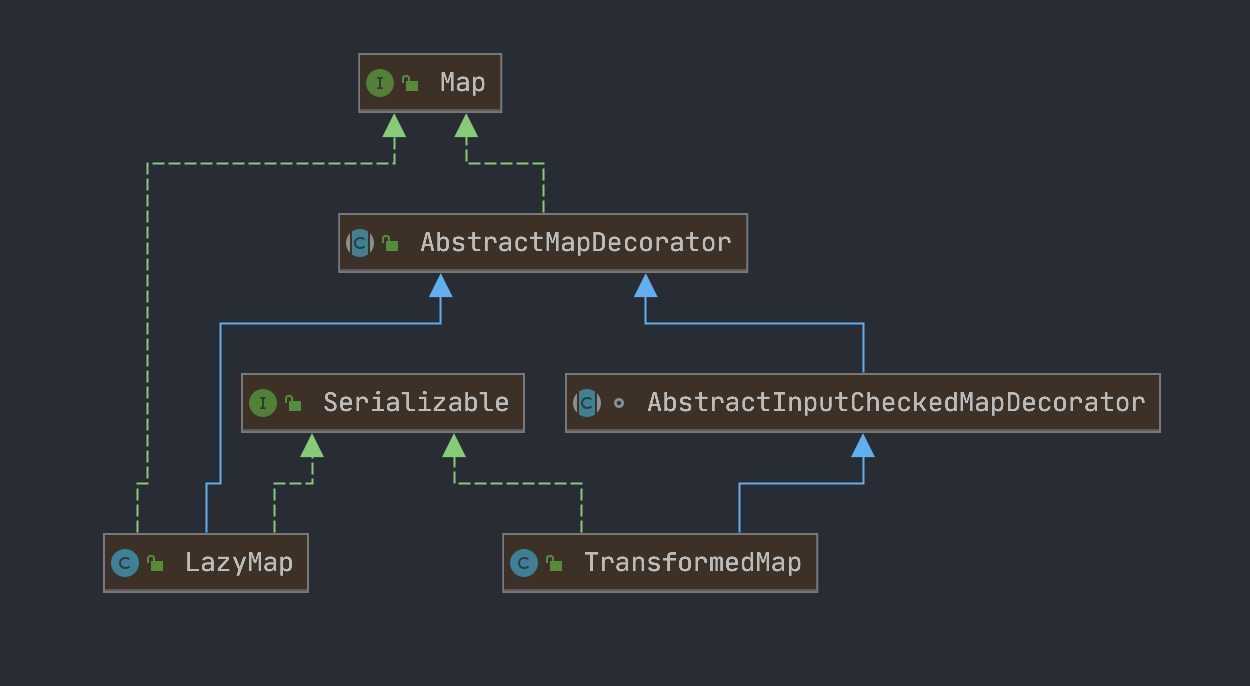 I Map
C AbstractMapDecorator
I Serializable
C AbstractInputCheckedMapDecorator
C LazyMap
C TransformedMap